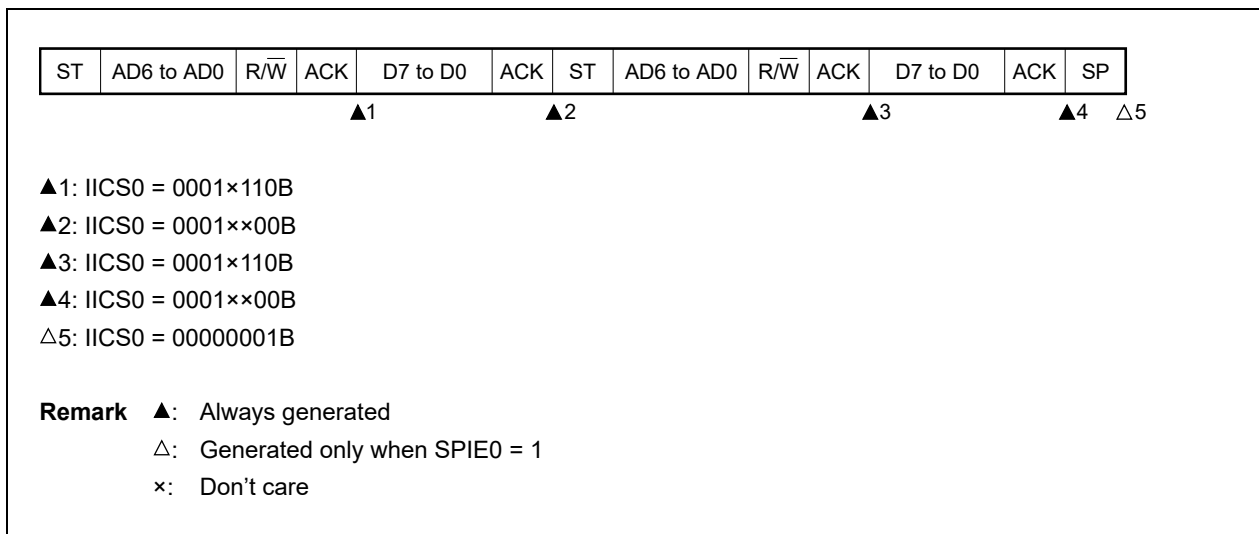 ST AD6 to AD0 R/W̅ ACK D7 to D0 ACK ST AD6 to AD0 R/W̅ ACK D7 to D0 ACK SP
▲1 ▲2 ▲3 ▲4 △5
▲1: IICS0 = 0001×110B
▲2: IICS0 = 0001××00B
▲3: IICS0 = 0001×110B
▲4: IICS0 = 0001××00B
△5: IICS0 = 00000001B
Remark ▲: Always generated
△: Generated only when SPIE0 = 1
×: Don't care